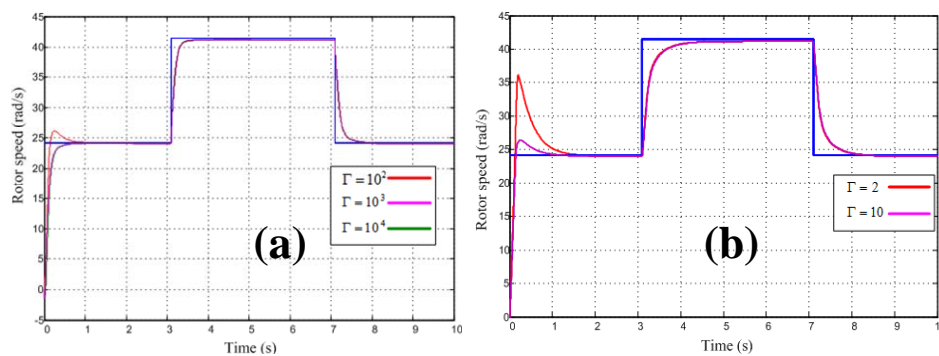 45
40
35
30
25
20
15
10
5
0
-5
Rotor speed (rad/s)
Γ = 10²
Γ = 10³
Γ = 10⁴
(a)
0 1 2 3 4 5 6 7 8 9 10
Time (s)
45
40
35
30
25
20
15
10
5
0
Rotor speed (rad/s)
Γ = 2
Γ = 10
(b)
0 1 2 3 4 5 6 7 8 9 1
Time (s)